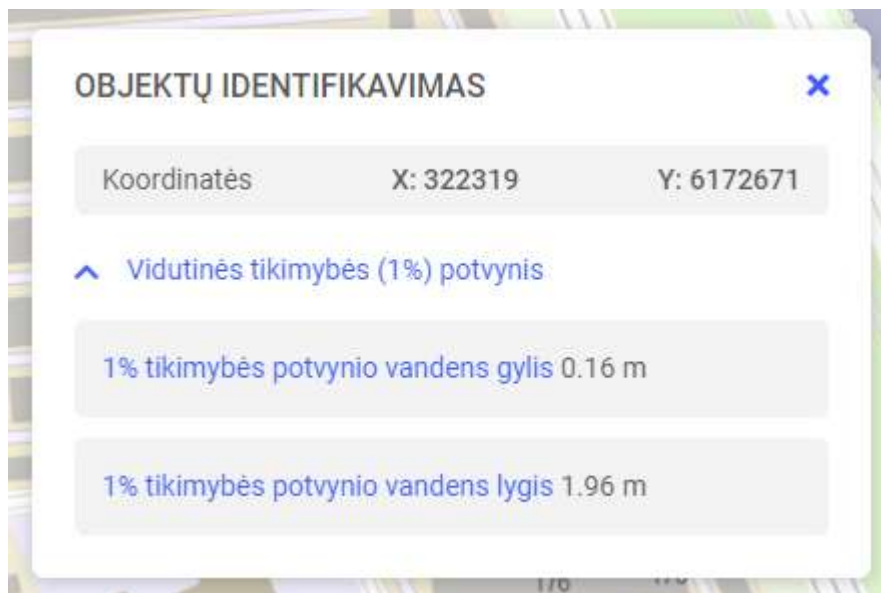 OBJEKTŲ IDENTIFIKAVIMAS
Koordinatės X: 322319 Y: 6172671
Vidutinės tikimybės (1%) potvynis
1% tikimybės potvynio vandens gylis 0.16 m
1% tikimybės potvynio vandens lygis 1.96 m